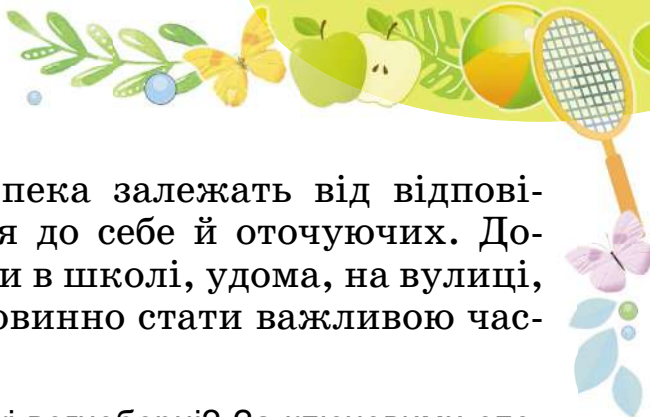 пека залежать від відпові-
я до себе й оточуючих. До-
и в школі, удома, на вулиці,
овинно стати важливою час-